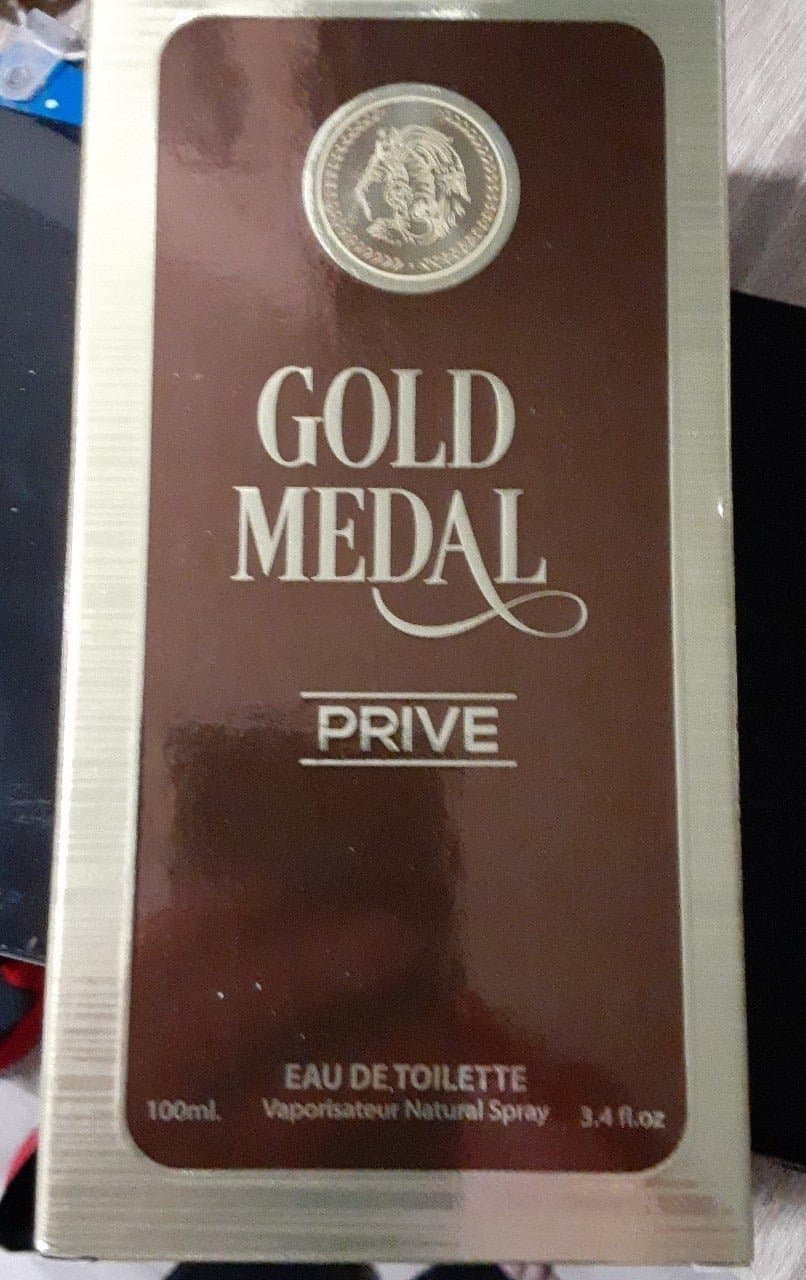 GOLD
MEDAL
PRIVE
EAU DE TOILETTE
100ml. Vaporisateur Natural Spray 3.4 fl.oz